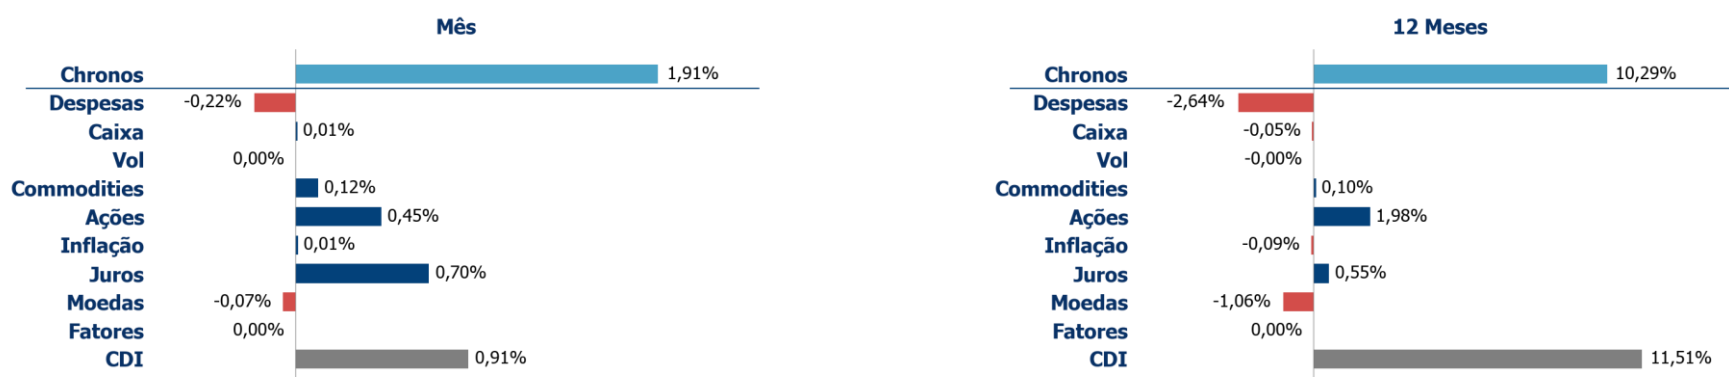 Mês
Chronos 1,91%
Despesas -0,22%
Caixa 0,01%
Vol 0,00%
Commodities 0,12%
Ações 0,45%
Inflação 0,01%
Juros 0,70%
Moedas -0,07%
Fatores 0,00%
CDI 0,91%
12 Meses
Chronos 10,29%
Despesas -2,64%
Caixa -0,05%
Vol -0,00%
Commodities 0,10%
Ações 1,98%
Inflação -0,09%
Juros 0,55%
Moedas -1,06%
Fatores 0,00%
CDI 11,51%